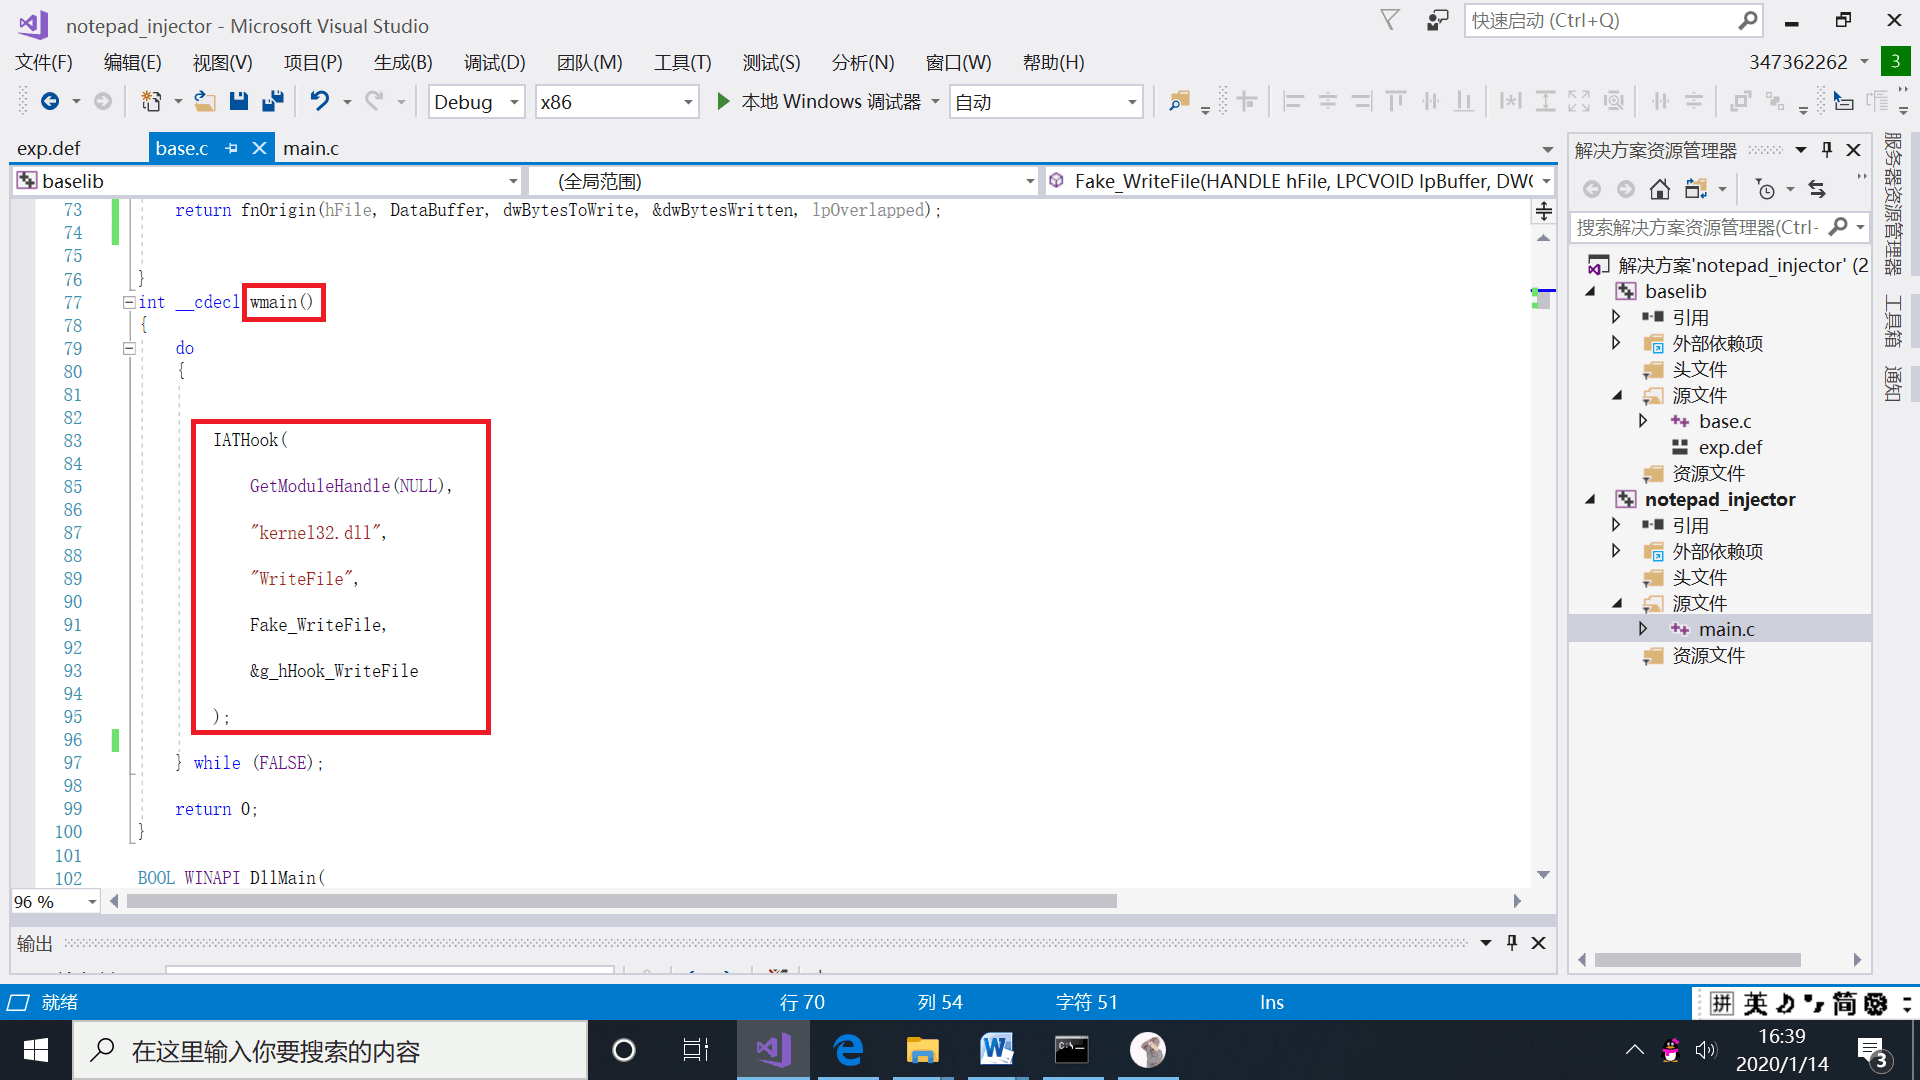 notepad_injector - Microsoft Visual Studio
快速启动 (Ctrl+Q)
文件(F) 编辑(E) 视图(V) 项目(P) 生成(B) 调试(D) 团队(M) 工具(T) 测试(S) 分析(N) 窗口(W) 帮助(H)
347362262 3
Debug x86 本地 Windows 调试器 自动
exp.def base.c main.c
baselib (全局范围) Fake_WriteFile(HANDLE hFile, LPCVOID lpBuffer, DW
73 return fnOrigin(hFile, DataBuffer, dwBytesToWrite, &dwBytesWritten, lpOverlapped);
74
75
76 }
77 int __cdecl wmain()
78 {
79 do
80 {
81
82
83 IATHook(
84
85 GetModuleHandle(NULL),
86
87 "kernel32.dll",
88
89 "WriteFile",
90
91 Fake_WriteFile,
92
93 &g_hHook_WriteFile
94
95 );
96
97 } while (FALSE);
98
99 return 0;
100 }
101
102 BOOL WINAPI DllMain(
96 %
输出
解决方案资源管理器
搜索解决方案资源管理器(Ctrl-
解决方案'notepad_injector' (2
baselib
引用
外部依赖项
头文件
源文件
base.c
exp.def
资源文件
notepad_injector
引用
外部依赖项
头文件
源文件
main.c
资源文件
服务器资源管理器
工具箱
通知
就绪 行 70 列 54 字符 51 Ins
拼 英 简
在这里输入你要搜索的内容
16:39
2020/1/14
3